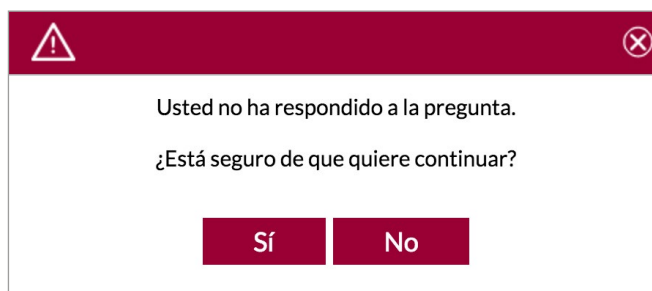 Usted no ha respondido a la pregunta.
¿Está seguro de que quiere continuar?
Sí
No